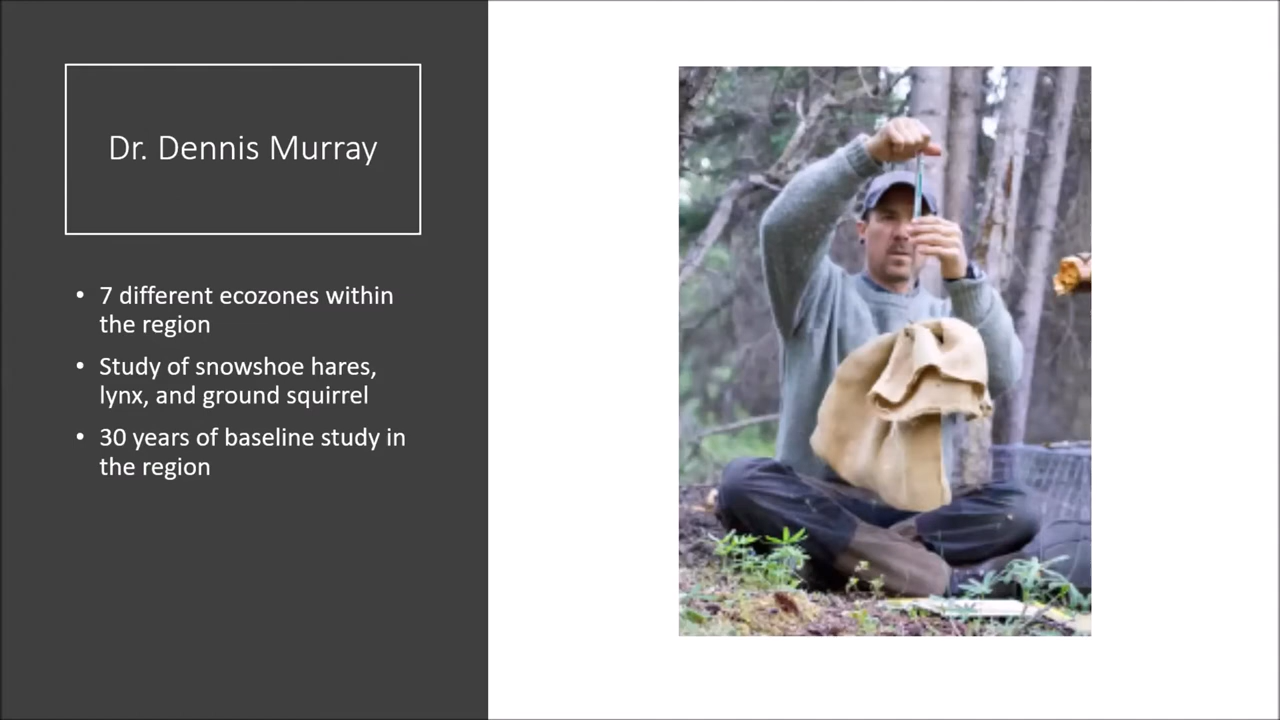 Dr. Dennis Murray
• 7 different ecozones within
the region
• Study of snowshoe hares,
lynx, and ground squirrel
• 30 years of baseline study in
the region